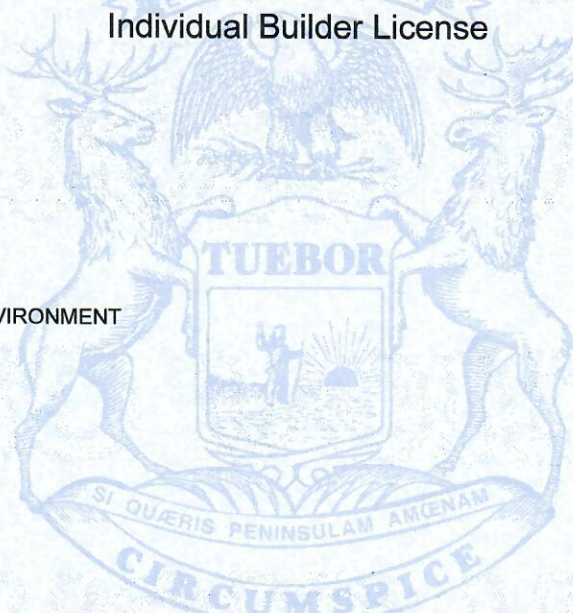 Individual Builder License
TUEBOR
VIRONMENT
SI QUÆRIS PENINSULAM AMŒNAM
CIRCUMSPICE